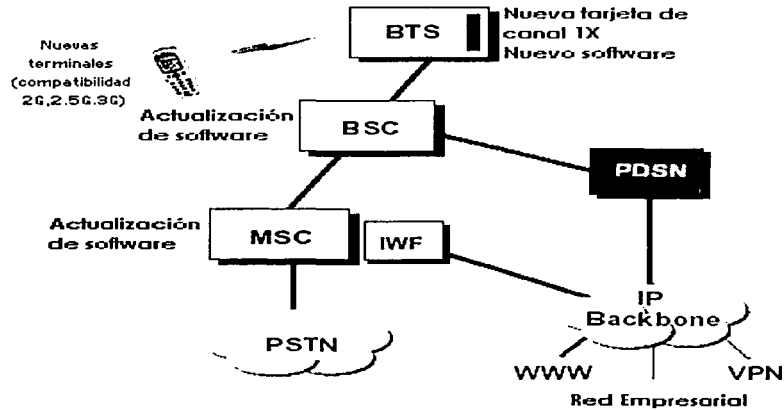 BTS
Nueva tarjeta de
canal 1X
Nuevo software
Nuevas
terminales
(compatibilidad
2G,2.5G.3G)
Actualización
de software
BSC
PDSN
Actualización
de software
MSC
IWF
IP
Backbone
PSTN
WWW
VPN
Red Empresarial